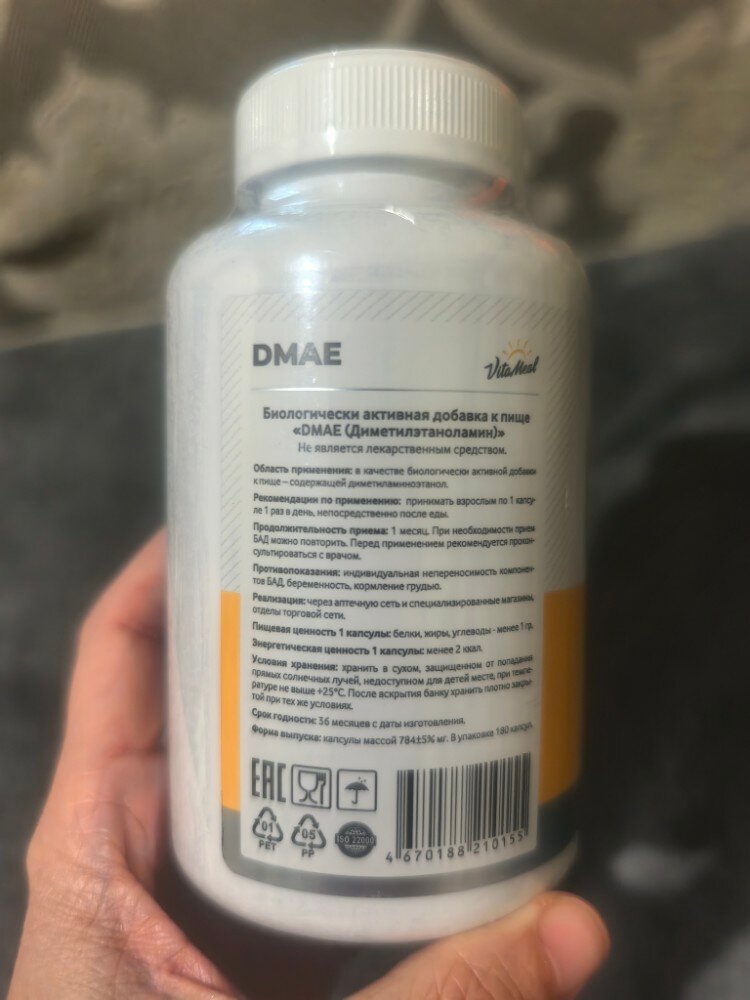 DMAE
VitaMeal
Биологически активная добавка к пище
«DMAE (Диметилэтаноламин)»
Не является лекарственным средством.
Область применения: в качестве биологически активной добавки
к пище – содержащей диметиламиноэтанол.
Рекомендации по применению: принимать взрослым по 1 капсу-
ле 1 раз в день, непосредственно после еды.
Продолжительность приема: 1 месяц. При необходимости прием
БАД можно повторить. Перед применением рекомендуется прокон-
сультироваться с врачом.
Противопоказания: индивидуальная непереносимость компонен-
тов БАД, беременность, кормление грудью.
Реализация: через аптечную сеть и специализированные магазины,
отделы торговой сети.
Пищевая ценность 1 капсулы: белки, жиры, углеводы - менее 1 гр.
Энергетическая ценность 1 капсулы: менее 2 ккал.
Условия хранения: хранить в сухом, защищенном от попадания
прямых солнечных лучей, недоступном для детей месте, при темпе-
ратуре не выше +25°С. После вскрытия банку хранить плотно закры-
той при тех же условиях.
Срок годности: 36 месяцев с даты изготовления.
Форма выпуска: капсулы массой 784±5% мг. В упаковке 180 капсул.
EAC
01
PET
05
PP
ISO 22000
4 670188 210155